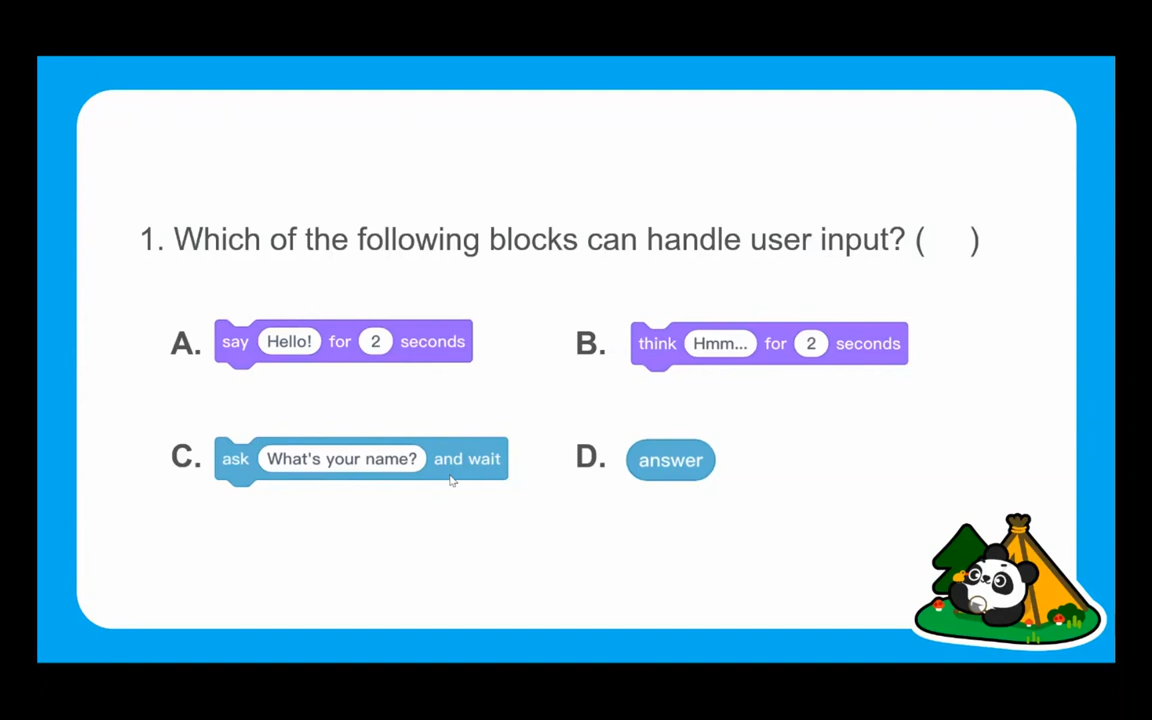 1. Which of the following blocks can handle user input? ( )
A. say Hello! for 2 seconds
B. think Hmm... for 2 seconds
C. ask What's your name? and wait
D. answer